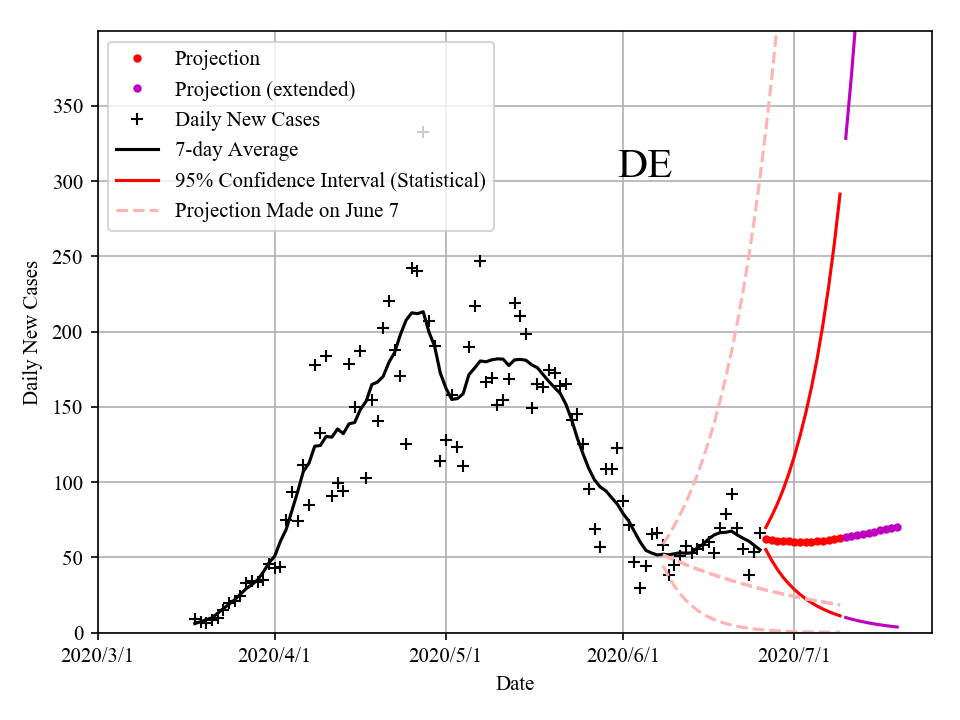 Projection
Projection (extended)
Daily New Cases
7-day Average
95% Confidence Interval (Statistical)
Projection Made on June 7
DE
Daily New Cases
350
300
250
200
150
100
50
0
2020/3/1
2020/4/1
2020/5/1
2020/6/1
2020/7/1
Date